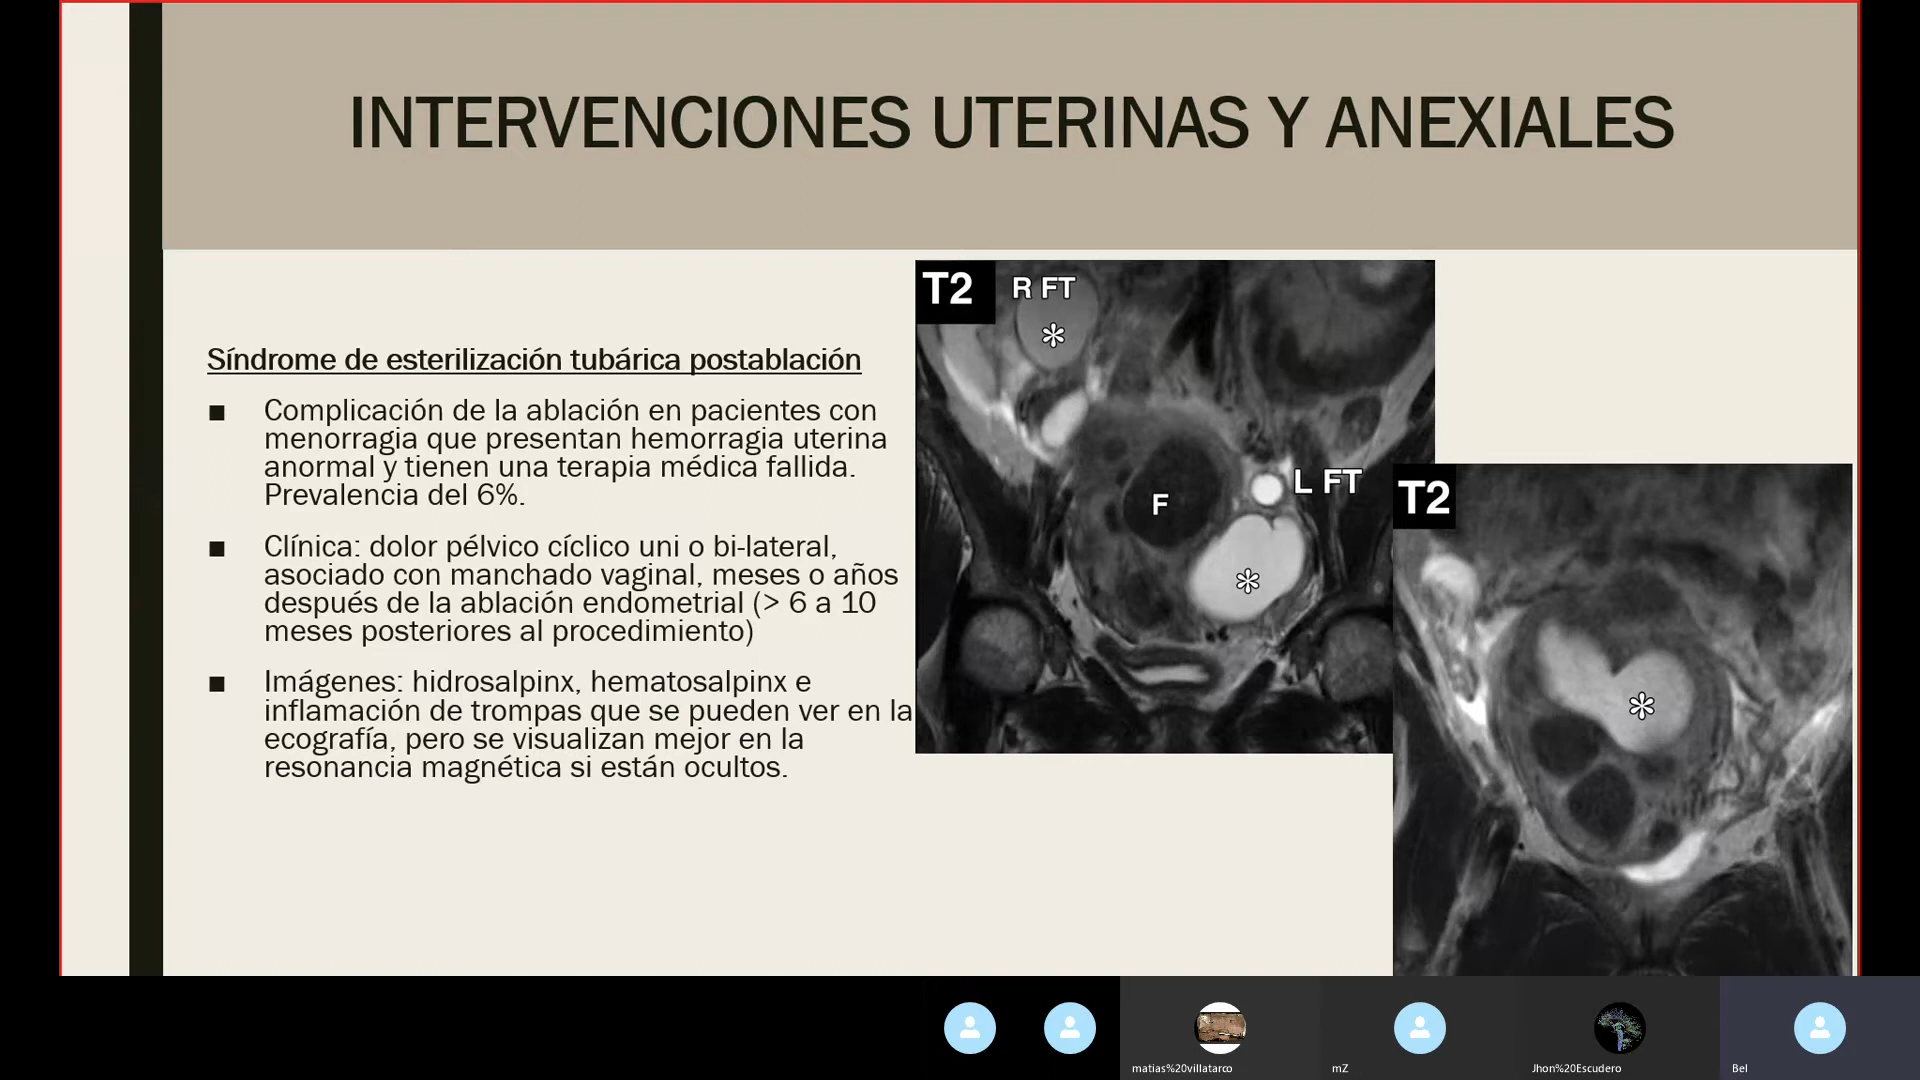 INTERVENCIONES UTERINAS Y ANEXIALES
Síndrome de esterilización tubárica postablación
■ Complicación de la ablación en pacientes con
menorragia que presentan hemorragia uterina
anormal y tienen una terapia médica fallida.
Prevalencia del 6%.
■ Clínica: dolor pélvico cíclico uni o bi-lateral,
asociado con manchado vaginal, meses o años
después de la ablación endometrial (> 6 a 10
meses posteriores al procedimiento)
■ Imágenes: hidrosalpinx, hematosalpinx e
inflamación de trompas que se pueden ver en la
ecografía, pero se visualizan mejor en la
resonancia magnética si están ocultos.
T2
R FT
*
F
L FT
*
T2
*
matias%20villatarco
mZ
Jhon%20Escudero
Bel